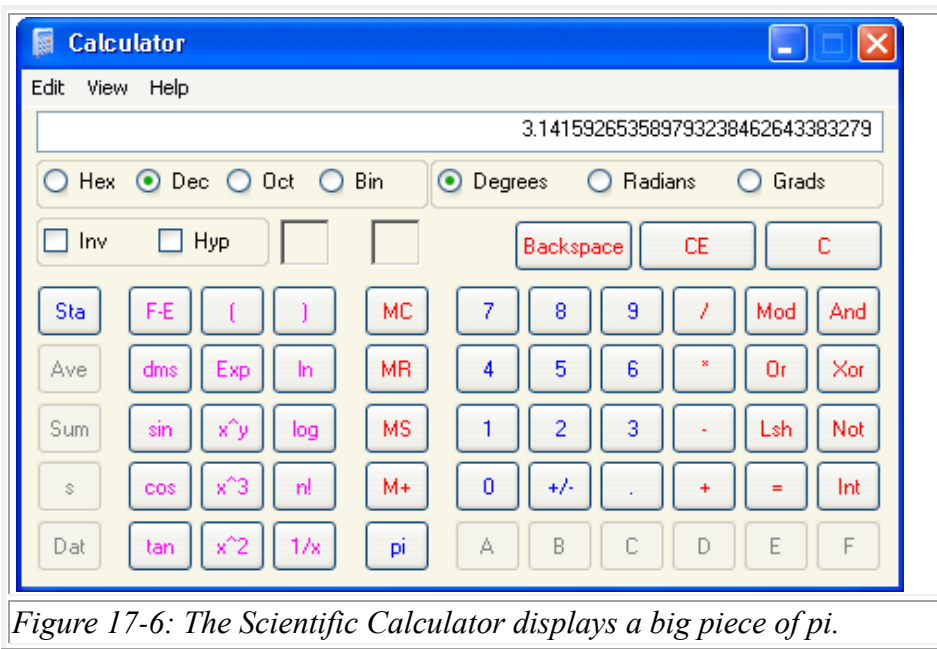 Calculator
Edit View Help
3.141592653589793238462643383279
Hex Dec Oct Bin Degrees Radians Grads
Inv Hyp Backspace CE C
Sta F-E ( ) MC 7 8 9 / Mod And
Ave dms Exp ln MR 4 5 6 * Or Xor
Sum sin x^y log MS 1 2 3 - Lsh Not
s cos x^3 n! M+ 0 +/- . + = Int
Dat tan x^2 1/x pi A B C D E F
Figure 17-6: The Scientific Calculator displays a big piece of pi.